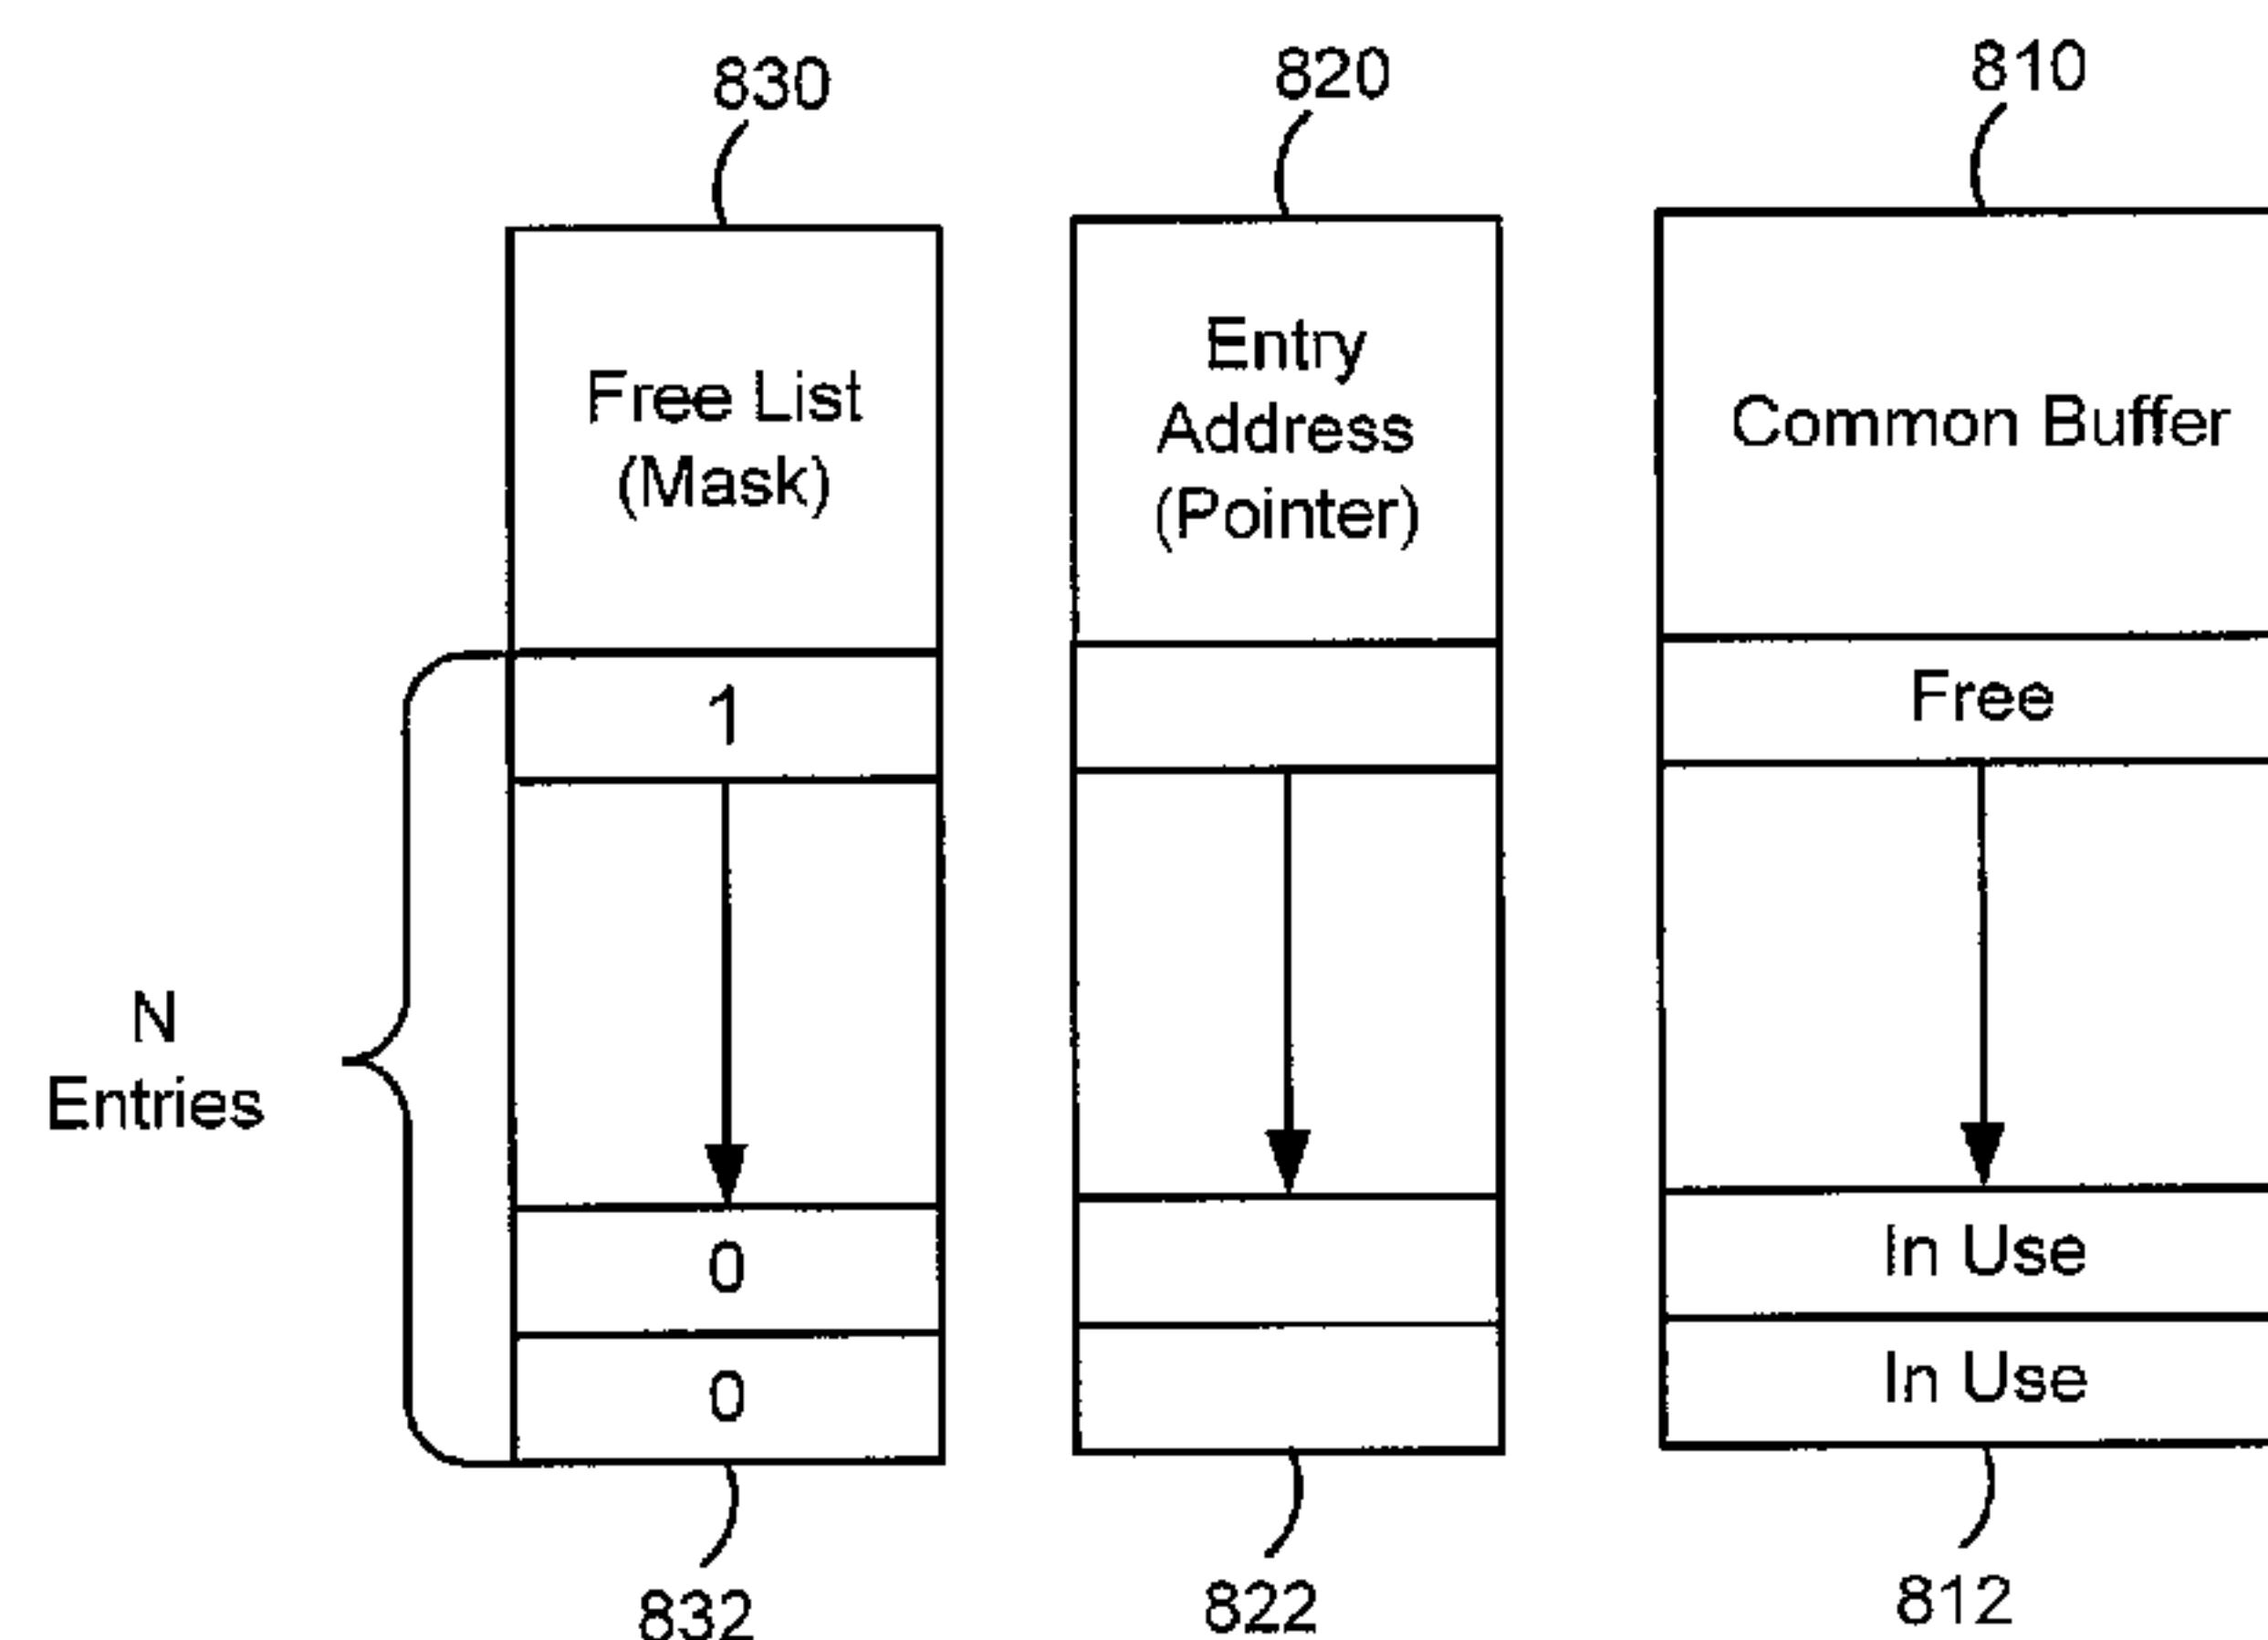 830
820
810
Free List
(Mask)
Entry
Address
(Pointer)
Common Buffer
1
Free
N
Entries
0
In Use
0
In Use
832
822
812